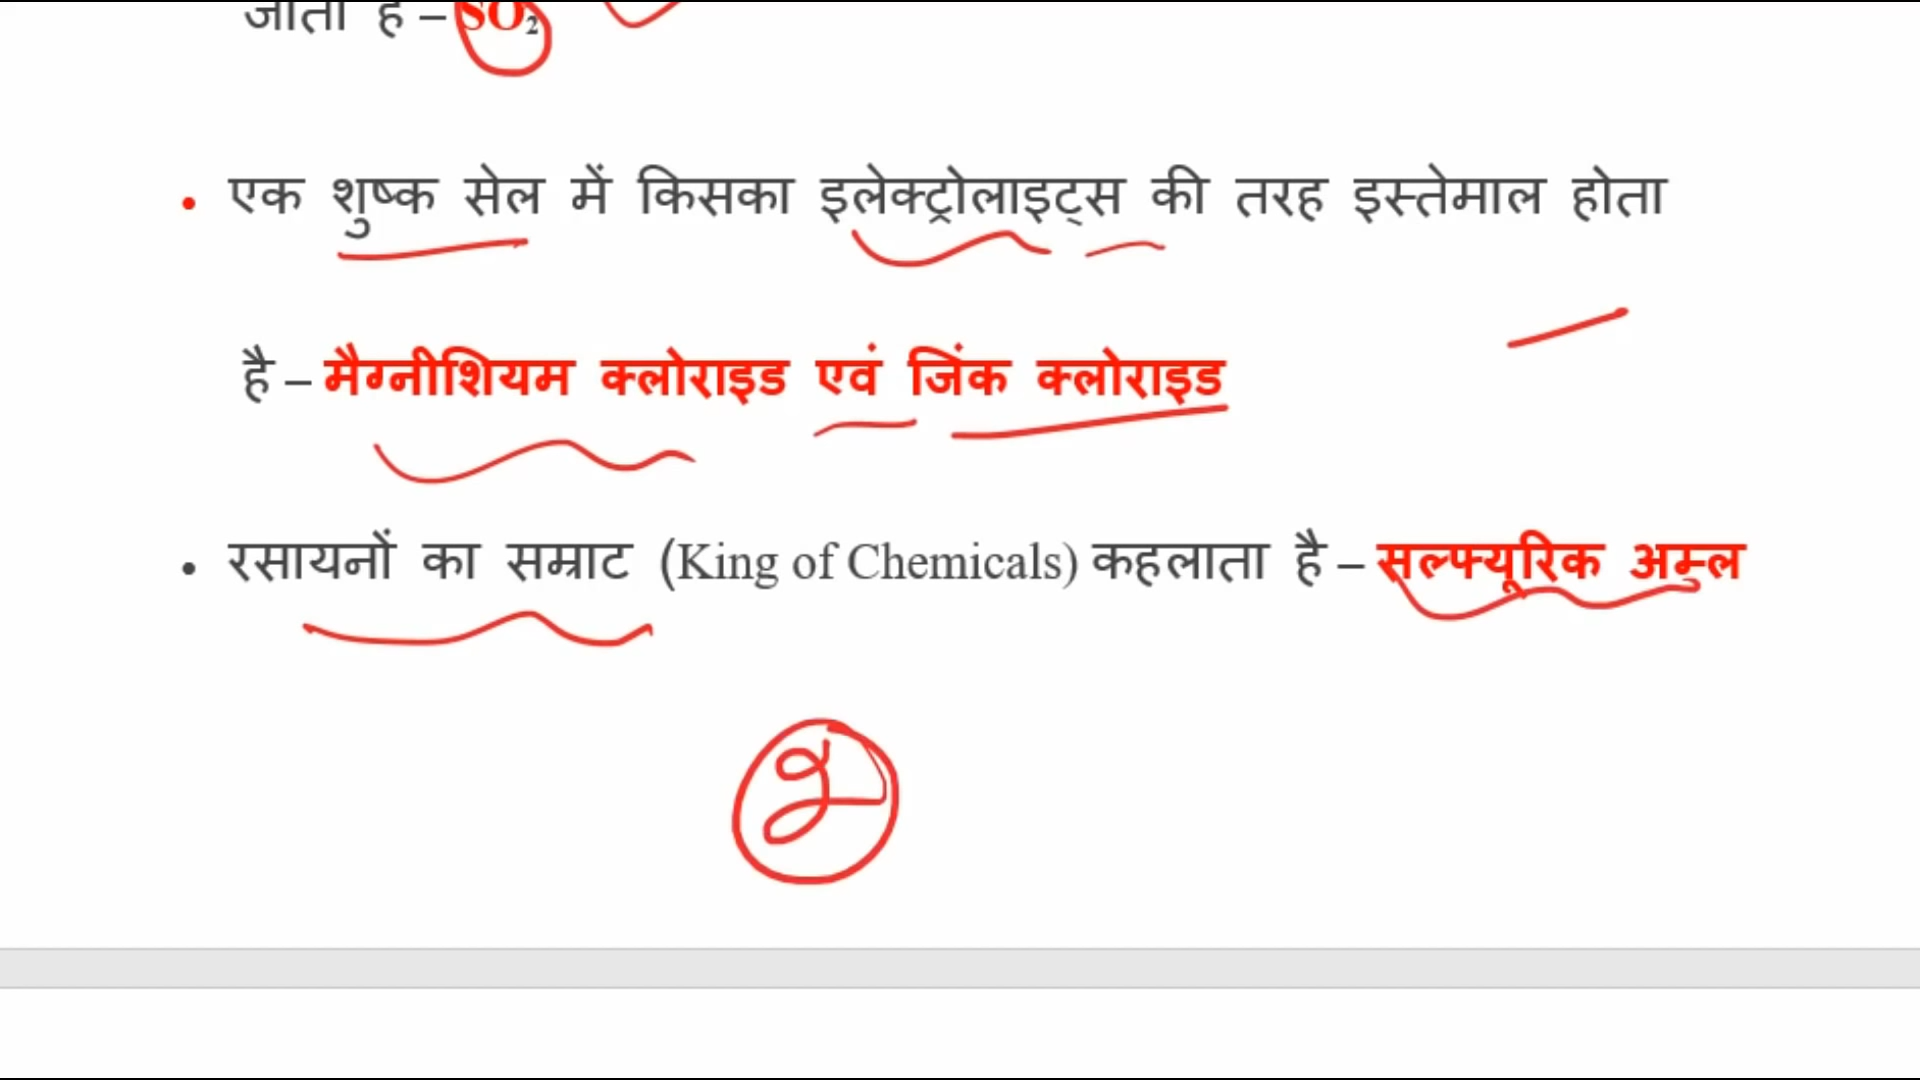 जाता है – SO₂
• एक शुष्क सेल में किसका इलेक्ट्रोलाइट्स की तरह इस्तेमाल होता
है – मैग्नीशियम क्लोराइड एवं जिंक क्लोराइड
• रसायनों का सम्राट (King of Chemicals) कहलाता है – सल्फ्यूरिक अम्ल